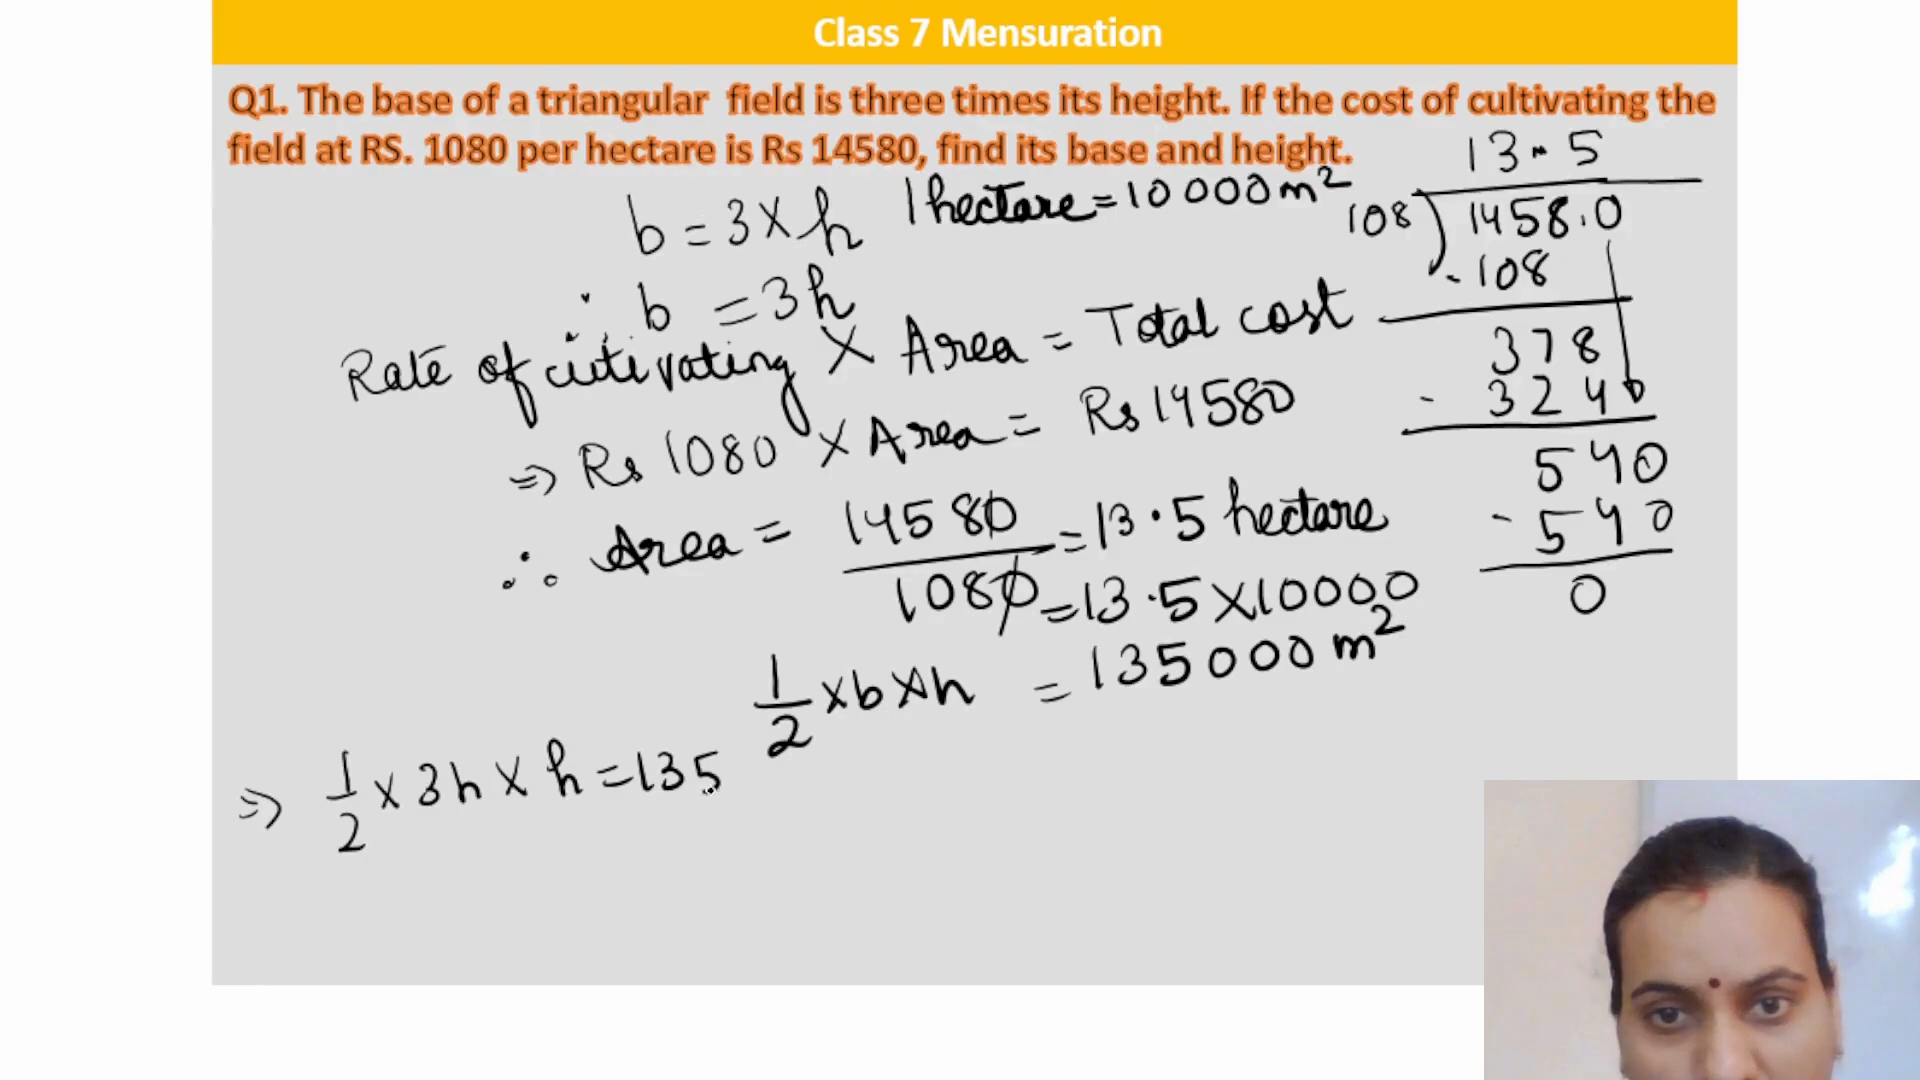 Class 7 Mensuration
Q1. The base of a triangular field is three times its height. If the cost of cultivating the
field at RS. 1080 per hectare is Rs 14580, find its base and height.
b = 3 × h
1 hectare = 10000 m²
∴ b = 3h
Rate of cultivating × Area = Total cost
⇒ Rs 1080 × Area = Rs 14580
∴ Area = 14580/1080 = 13.5 hectare
= 13.5 × 10000
1/2 × b × h = 135000 m²
⇒ 1/2 × 3h × h = 135
13.5
108 ) 1458.0
- 108
378
- 3240
540
- 540
0